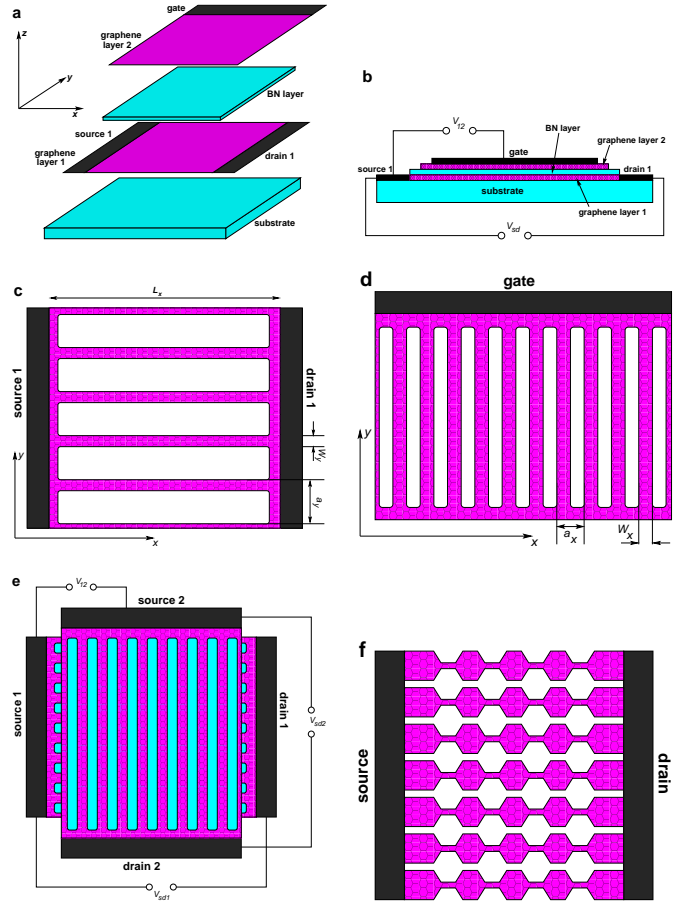 a
gate
graphene
layer 2
z
y
x
BN layer
source 1
graphene
layer 1
drain 1
substrate
b
V12
BN layer
graphene layer 2
gate
source 1
drain 1
substrate
graphene layer 1
Vsd
c
Lx
source 1
drain 1
Wy
ay
y
x
d
gate
y
x
ax
Wx
e
V12
source 2
source 1
drain 1
Vsd2
drain 2
Vsd1
f
source
drain